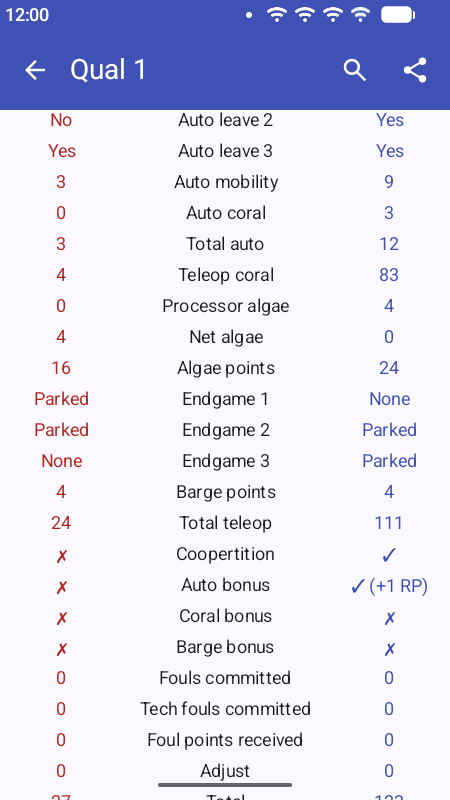 12:00
Qual 1
No Auto leave 2 Yes
Yes Auto leave 3 Yes
3 Auto mobility 9
0 Auto coral 3
3 Total auto 12
4 Teleop coral 83
0 Processor algae 4
4 Net algae 0
16 Algae points 24
Parked Endgame 1 None
Parked Endgame 2 Parked
None Endgame 3 Parked
4 Barge points 4
24 Total teleop 111
✗ Coopertition ✓
✗ Auto bonus ✓ (+1 RP)
✗ Coral bonus ✗
✗ Barge bonus ✗
0 Fouls committed 0
0 Tech fouls committed 0
0 Foul points received 0
0 Adjust 0
Total